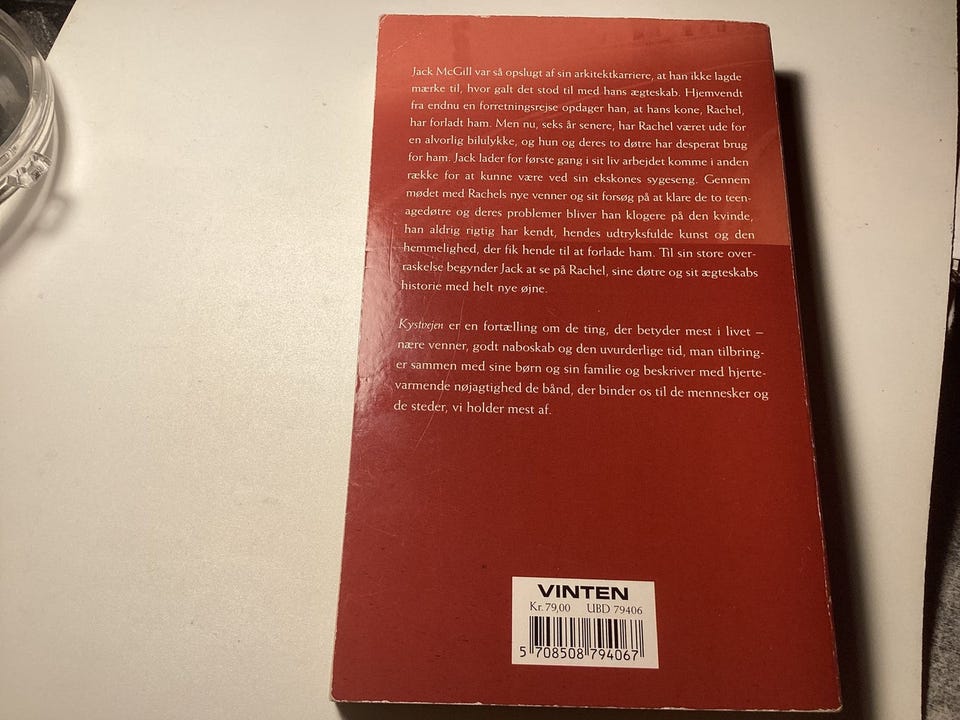 Jack McGill var så opslugt af sin arkitektkarriere, at han ikke lagde
mærke til, hvor galt det stod til med hans ægteskab. Hjemvendt
fra endnu en forretningsrejse opdager han, at hans kone, Rachel,
har forladt ham. Men nu, seks år senere, har Rachel været ude for
en alvorlig bilulykke, og hun og deres to døtre har desperat brug
for ham. Jack lader for første gang i sit liv arbejdet komme i anden
række for at kunne være ved sin ekskones sygeseng. Gennem
mødet med Rachels nye venner og sit forsøg på at klare de to teen-
agedøtre og deres problemer bliver han klogere på den kvinde,
han aldrig rigtig har kendt, hendes udtryksfulde kunst og den
hemmelighed, der fik hende til at forlade ham. Til sin store over-
raskelse begynder Jack at se på Rachel, sine døtre og sit ægteskabs
historie med helt nye øjne.
Kystvejen er en fortælling om de ting, der betyder mest i livet –
nære venner, godt naboskab og den uvurderlige tid, man tilbring-
er sammen med sine børn og sin familie og beskriver med hjerte-
varmende nøjagtighed de bånd, der binder os til de mennesker og
de steder, vi holder mest af.
VINTEN
Kr. 79,00 UBD 79406
5 708508 794067